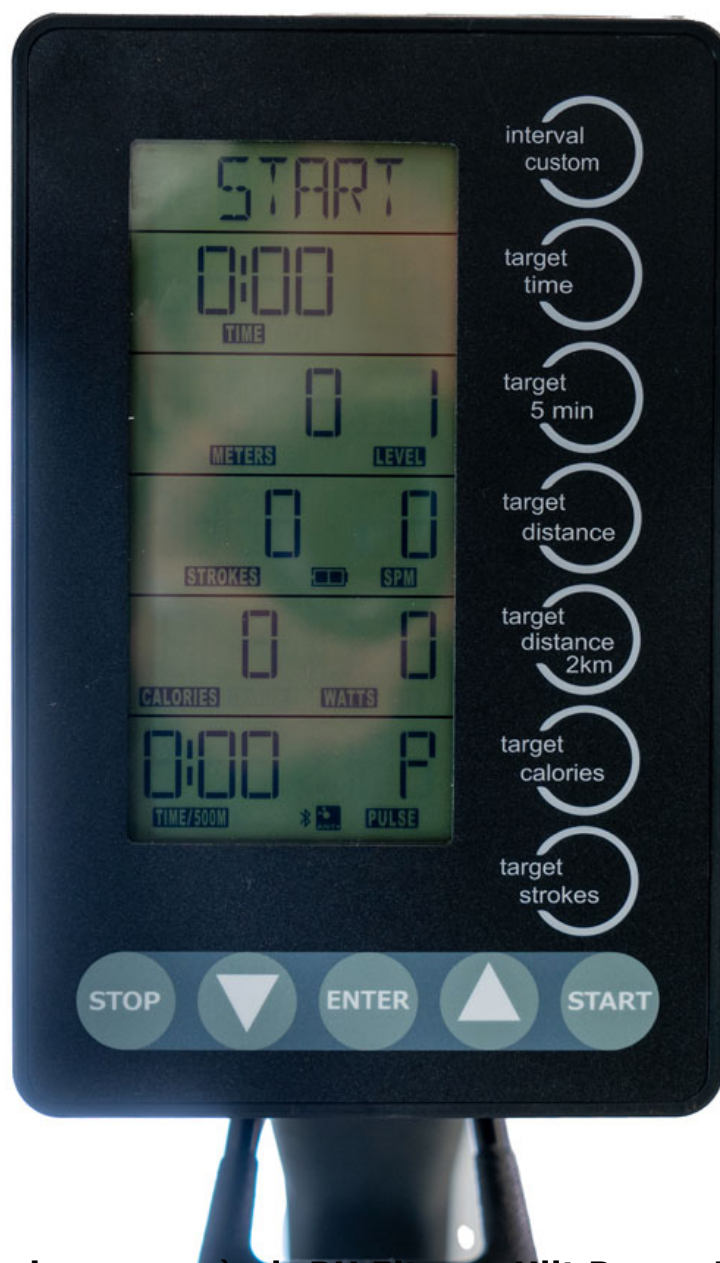 START
0:00
TIME
0 1
METERS LEVEL
0 0
STROKES SPM
0 0
CALORIES WATTS
0:00 P
TIME/500M PULSE
interval
custom
target
time
target
5 min
target
distance
target
distance
2km
target
calories
target
strokes
STOP ENTER START